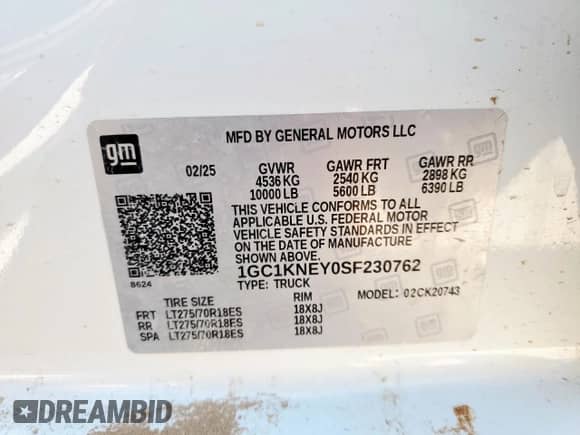 gm
MFD BY GENERAL MOTORS LLC
02/25 GVWR GAWR FRT GAWR RR
4536 KG 2540 KG 2898 KG
10000 LB 5600 LB 6390 LB
THIS VEHICLE CONFORMS TO ALL
APPLICABLE U.S. FEDERAL MOTOR
VEHICLE SAFETY STANDARDS IN EFFECT
ON THE DATE OF MANUFACTURE
SHOWN ABOVE.
1GC1KNEY0SF230762
8624
TYPE: TRUCK MODEL: 02CK20743
TIRE SIZE RIM
FRT LT275/70R18ES 18X8J
RR LT275/70R18ES 18X8J
SPA LT275/70R18ES 18X8J
DREAMBID